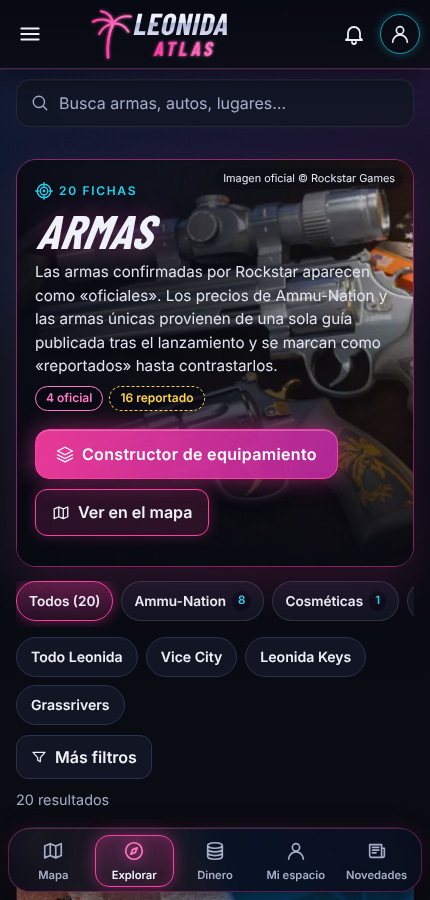 LEONIDA
ATLAS
Busca armas, autos, lugares...
Imagen oficial © Rockstar Games
20 FICHAS
ARMAS
Las armas confirmadas por Rockstar aparecen
como «oficiales». Los precios de Ammu-Nation y
las armas únicas provienen de una sola guía
publicada tras el lanzamiento y se marcan como
«reportados» hasta contrastarlos.
4 oficial 16 reportado
Constructor de equipamiento
Ver en el mapa
Todos (20) Ammu-Nation 8 Cosméticas 1
Todo Leonida Vice City Leonida Keys
Grassrivers
Más filtros
20 resultados
Mapa Explorar Dinero Mi espacio Novedades